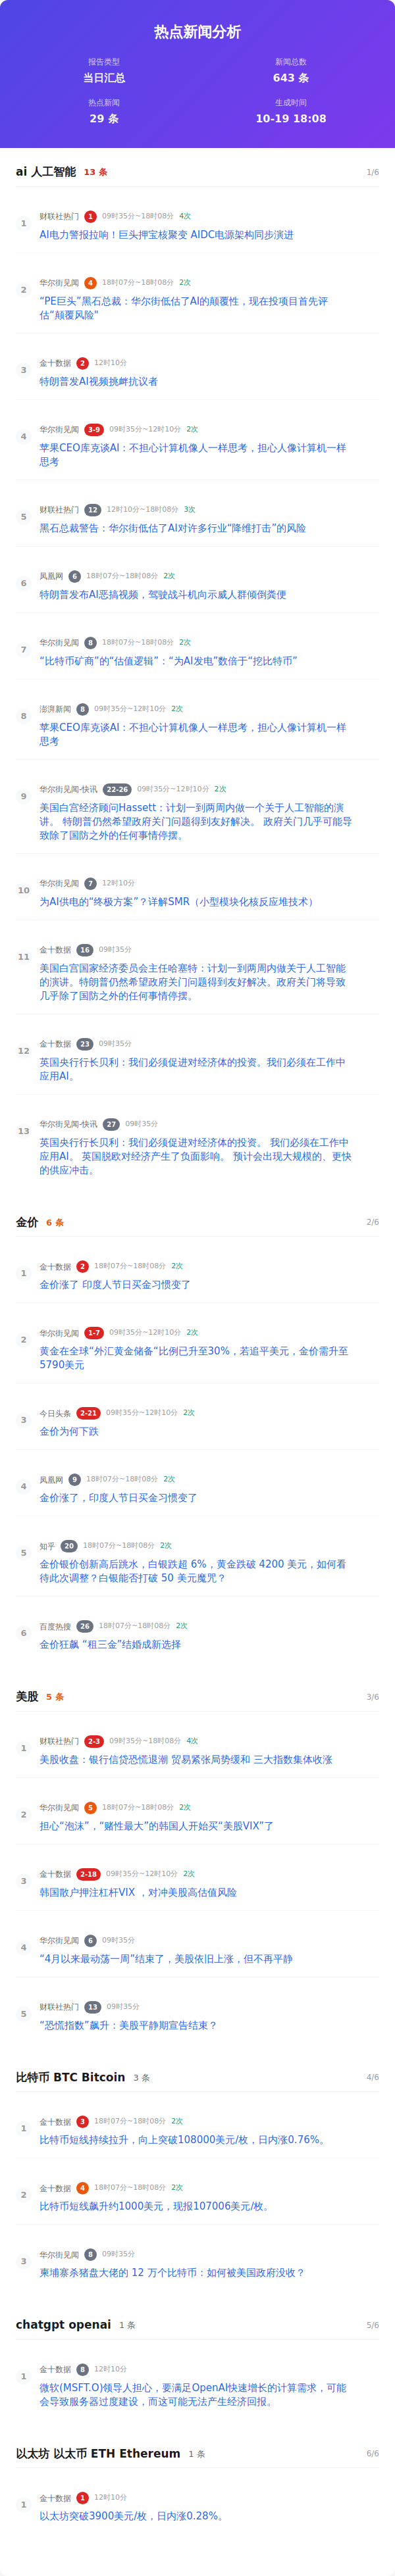 热点新闻分析
报告类型
新闻总数
当日汇总
643 条
热点新闻
生成时间
29 条
10-19 18:08
ai 人工智能 13 条 1/6
1
财联社热门 1 09时35分~18时08分 4次
AI电力警报拉响！巨头押宝核聚变 AIDC电源架构同步演进
2
华尔街见闻 4 18时07分~18时08分 2次
“PE巨头”黑石总裁：华尔街低估了AI的颠覆性，现在投项目首先评
估“颠覆风险"
3
金十数据 2 12时10分
特朗普发AI视频挑衅抗议者
4
华尔街见闻 3-9 09时35分~12时10分 2次
苹果CEO库克谈AI：不担心计算机像人一样思考，担心人像计算机一样
思考
5
财联社热门 12 12时10分~18时08分 3次
黑石总裁警告：华尔街低估了AI对许多行业“降维打击”的风险
6
凤凰网 6 18时07分~18时08分 2次
特朗普发布AI恶搞视频，驾驶战斗机向示威人群倾倒粪便
7
华尔街见闻 8 18时07分~18时08分 2次
“比特币矿商”的“估值逻辑”：“为AI发电”数倍于“挖比特币”
8
澎湃新闻 8 09时35分~12时10分 2次
苹果CEO库克谈AI：不担心计算机像人一样思考，担心人像计算机一样
思考
9
华尔街见闻-快讯 22-26 09时35分~12时10分 2次
美国白宫经济顾问Hassett：计划一到两周内做一个关于人工智能的演
讲。 特朗普仍然希望政府关门问题得到友好解决。 政府关门几乎可能导
致除了国防之外的任何事情停摆。
10
华尔街见闻 7 12时10分
为AI供电的“终极方案”？详解SMR（小型模块化核反应堆技术）
11
金十数据 16 09时35分
美国白宫国家经济委员会主任哈塞特：计划一到两周内做关于人工智能
的演讲。特朗普仍然希望政府关门问题得到友好解决。政府关门将导致
几乎除了国防之外的任何事情停摆。
12
金十数据 23 09时35分
英国央行行长贝利：我们必须促进对经济体的投资。我们必须在工作中
应用AI。
13
华尔街见闻-快讯 27 09时35分
英国央行行长贝利：我们必须促进对经济体的投资。 我们必须在工作中
应用AI。 英国脱欧对经济产生了负面影响。 预计会出现大规模的、更快
的供应冲击。
金价 6 条 2/6
1
金十数据 2 18时07分~18时08分 2次
金价涨了 印度人节日买金习惯变了
2
华尔街见闻 1-7 09时35分~12时10分 2次
黄金在全球“外汇黄金储备“比例已升至30%，若追平美元，金价需升至
5790美元
3
今日头条 2-21 09时35分~12时10分 2次
金价为何下跌
4
凤凰网 9 18时07分~18时08分 2次
金价涨了，印度人节日买金习惯变了
5
知乎 20 18时07分~18时08分 2次
金价银价创新高后跳水，白银跌超 6%，黄金跌破 4200 美元，如何看
待此次调整？白银能否打破 50 美元魔咒？
6
百度热搜 26 18时07分~18时08分 2次
金价狂飙 “租三金”结婚成新选择
美股 5 条 3/6
1
财联社热门 2-3 09时35分~18时08分 4次
美股收盘：银行信贷恐慌退潮 贸易紧张局势缓和 三大指数集体收涨
2
华尔街见闻 5 18时07分~18时08分 2次
担心“泡沫”，“赌性最大”的韩国人开始买“美股VIX”了
3
金十数据 2-18 09时35分~12时10分 2次
韩国散户押注杠杆VIX ，对冲美股高估值风险
4
华尔街见闻 6 09时35分
“4月以来最动荡一周”结束了，美股依旧上涨，但不再平静
5
财联社热门 13 09时35分
“恐慌指数”飙升：美股平静期宣告结束？
比特币 BTC Bitcoin 3 条 4/6
1
金十数据 3 18时07分~18时08分 2次
比特币短线持续拉升，向上突破108000美元/枚，日内涨0.76%。
2
金十数据 4 18时07分~18时08分 2次
比特币短线飙升约1000美元，现报107006美元/枚。
3
华尔街见闻 8 09时35分
柬埔寨杀猪盘大佬的 12 万个比特币：如何被美国政府没收？
chatgpt openai 1 条 5/6
1
金十数据 8 12时10分
微软(MSFT.O)领导人担心，要满足OpenAI快速增长的计算需求，可能
会导致服务器过度建设，而这可能无法产生经济回报。
以太坊 以太币 ETH Ethereum 1 条 6/6
1
金十数据 1 12时10分
以太坊突破3900美元/枚，日内涨0.28%。